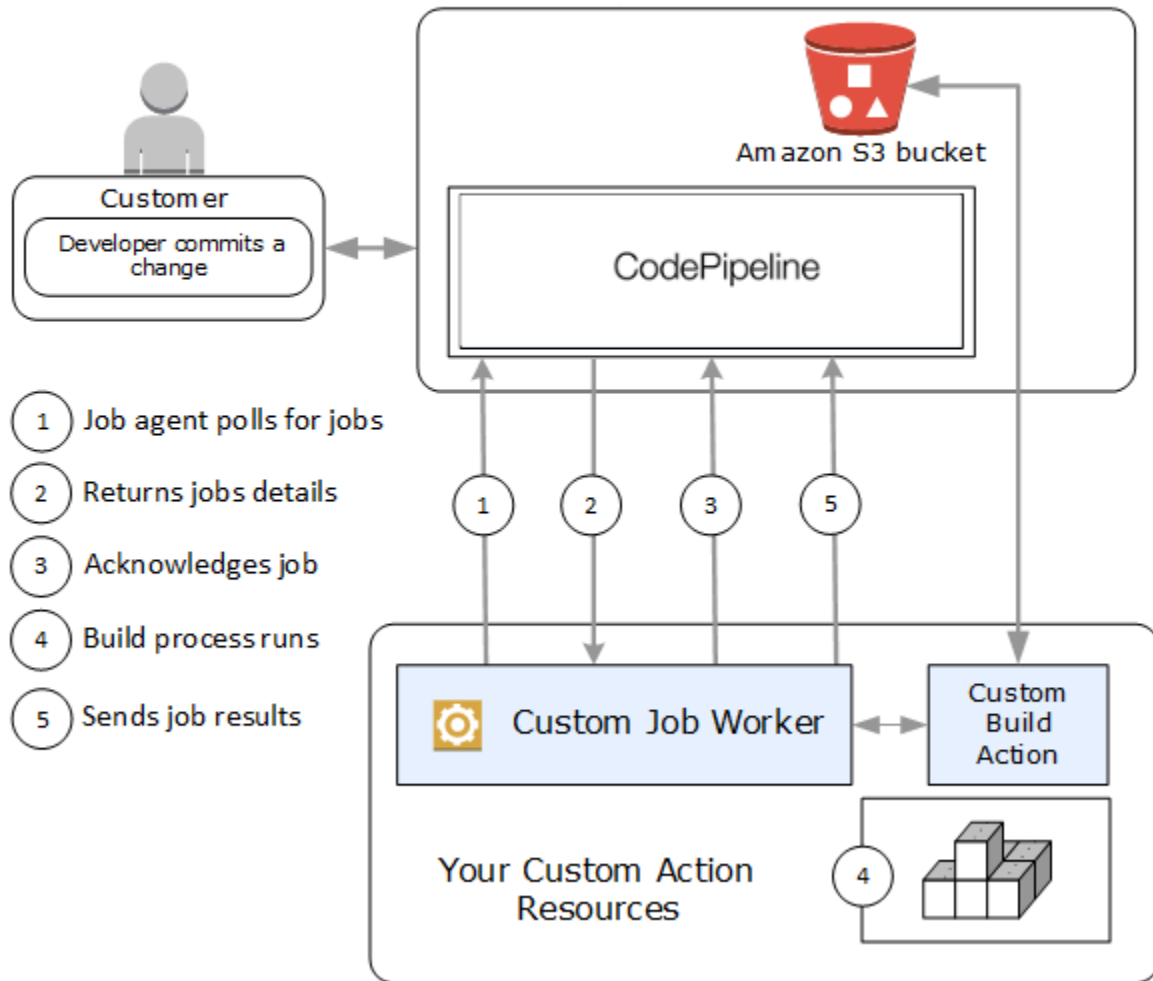 Amazon S3 bucket
Customer
Developer commits a
change
CodePipeline
1 Job agent polls for jobs
2 Returns jobs details
3 Acknowledges job
4 Build process runs
5 Sends job results
1
2
3
5
Custom Job Worker
Custom
Build
Action
Your Custom Action
Resources
4